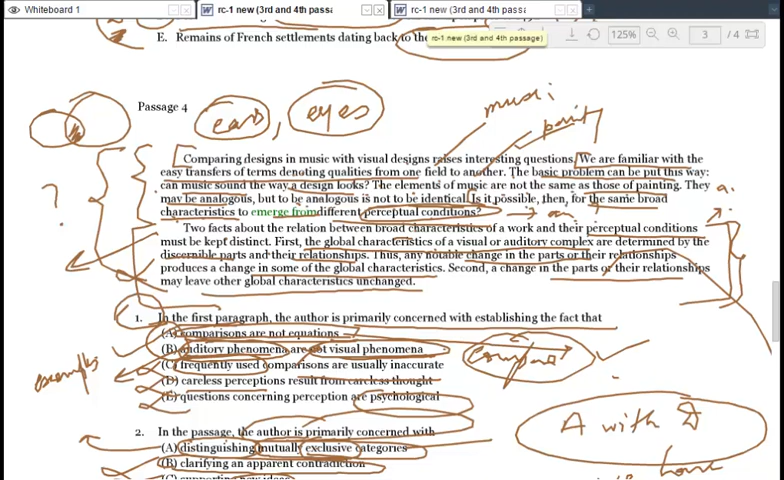 Whiteboard 1
rc-1 new (3rd and 4th passa
rc-1 new (3rd and 4th passa
E. Remains of French settlements dating back to the
rc-1 new (3rd and 4th passage)
125%
3 / 4
Passage 4
ears, eyes
music
paint
Comparing designs in music with visual designs raises interesting questions. We are familiar with the
easy transfers of terms denoting qualities from one field to another. The basic problem can be put this way:
can music sound the way a design looks? The elements of music are not the same as those of painting. They
may be analogous, but to be analogous is not to be identical. Is it possible, then, for the same broad
characteristics to emerge from different perceptual conditions?
?
Two facts about the relation between broad characteristics of a work and their perceptual conditions
must be kept distinct. First, the global characteristics of a visual or auditory complex are determined by the
discernible parts and their relationships. Thus, any notable change in the parts or their relationships
produces a change in some of the global characteristics. Second, a change in the parts or their relationships
may leave other global characteristics unchanged.
1. In the first paragraph, the author is primarily concerned with establishing the fact that
(A) comparisons are not equations
(B) auditory phenomena are not visual phenomena
(C) frequently used comparisons are usually inaccurate
(D) careless perceptions result from careless thought
(E) questions concerning perception are psychological
examples
Compare
2. In the passage, the author is primarily concerned with
(A) distinguishing mutually exclusive categories
(B) clarifying an apparent contradiction
(C) supporting new ideas
A with